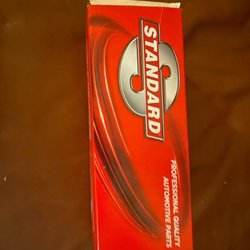 S
STANDARD
PROFESSIONAL QUALITY
AUTOMOTIVE PARTS